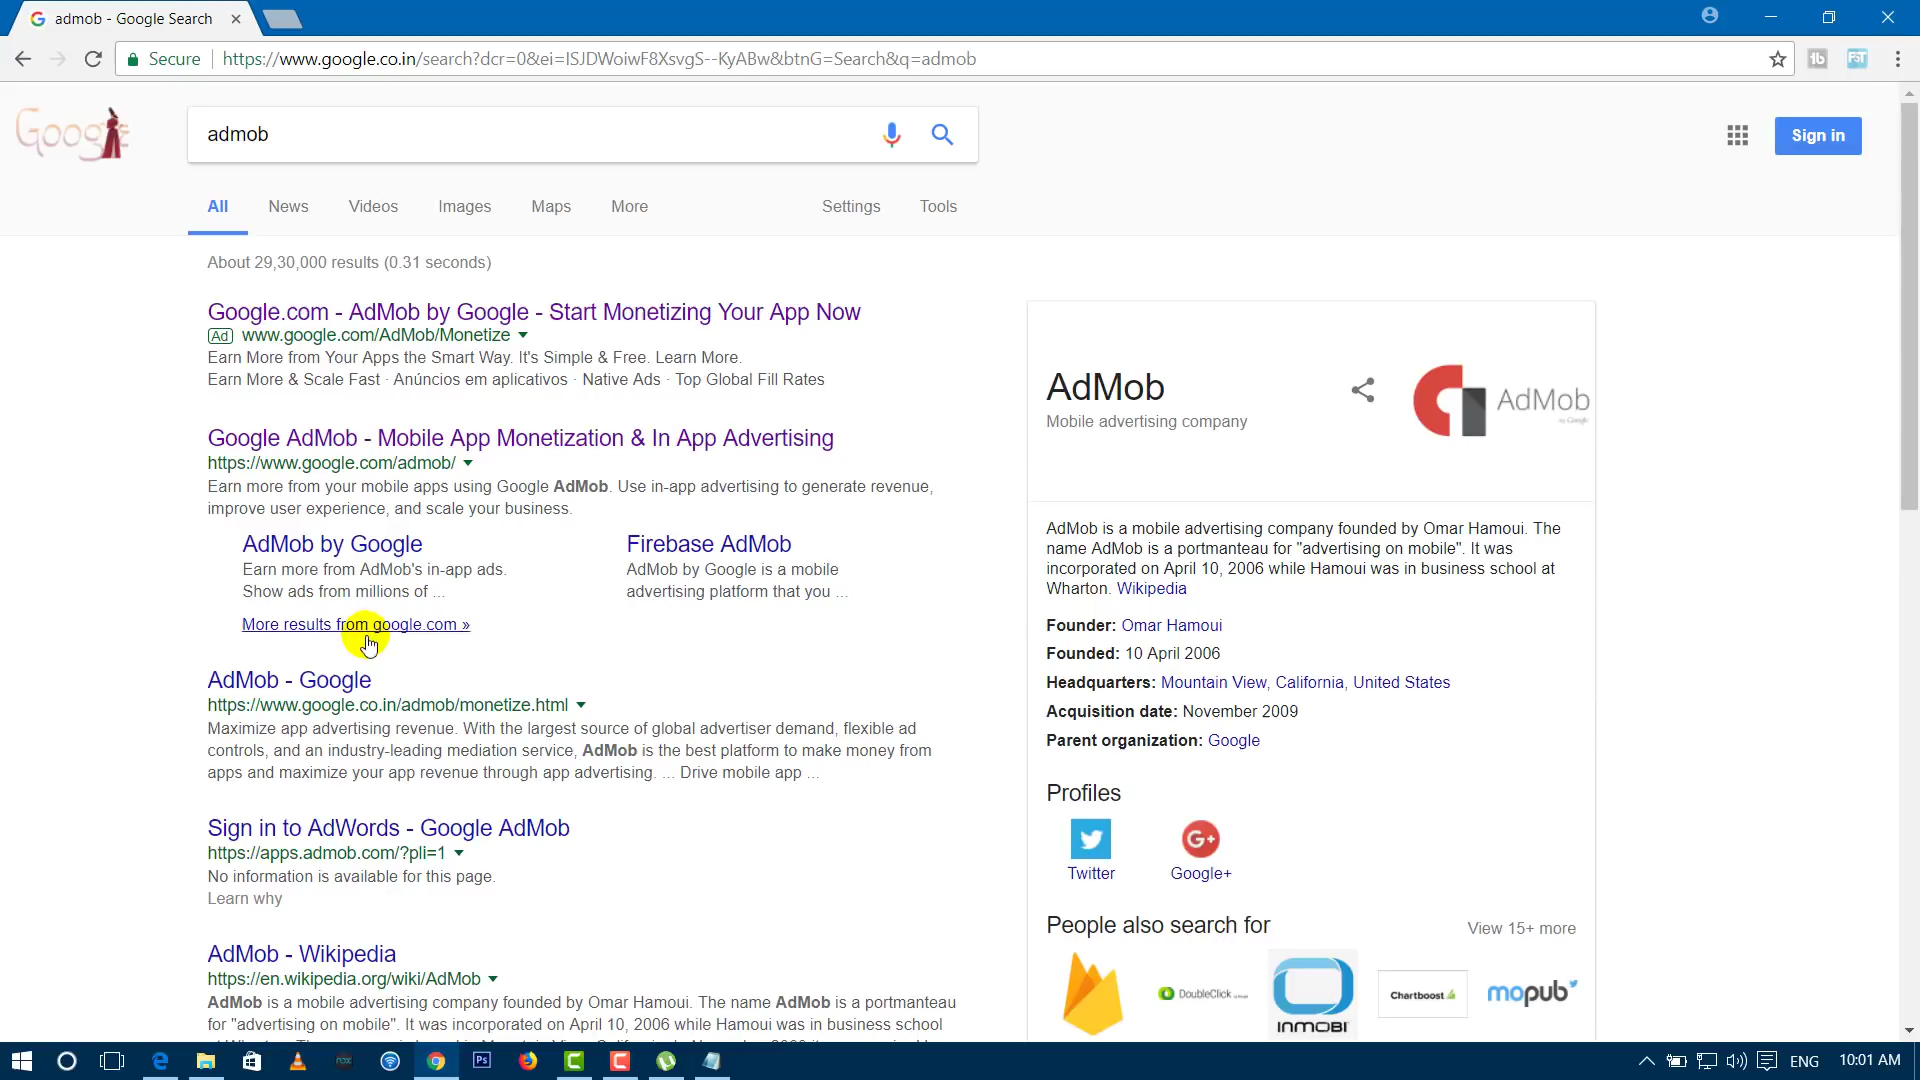 admob - Google Search
Secure https://www.google.co.in/search?dcr=0&ei=ISJDWoiwF8XsvgS--KyABw&btnG=Search&q=admob
Google
admob
Sign in
All News Videos Images Maps More Settings Tools
About 29,30,000 results (0.31 seconds)
Google.com - AdMob by Google - Start Monetizing Your App Now
Ad www.google.com/AdMob/Monetize
Earn More from Your Apps the Smart Way. It's Simple & Free. Learn More.
Earn More & Scale Fast · Anúncios em aplicativos · Native Ads · Top Global Fill Rates
Google AdMob - Mobile App Monetization & In App Advertising
https://www.google.com/admob/
Earn more from your mobile apps using Google AdMob. Use in-app advertising to generate revenue,
improve user experience, and scale your business.
AdMob by Google
Earn more from AdMob's in-app ads.
Show ads from millions of ...
Firebase AdMob
AdMob by Google is a mobile
advertising platform that you ...
More results from google.com »
AdMob - Google
https://www.google.co.in/admob/monetize.html
Maximize app advertising revenue. With the largest source of global advertiser demand, flexible ad
controls, and an industry-leading mediation service, AdMob is the best platform to make money from
apps and maximize your app revenue through app advertising. ... Drive mobile app ...
Sign in to AdWords - Google AdMob
https://apps.admob.com/?pli=1
No information is available for this page.
Learn why
AdMob - Wikipedia
https://en.wikipedia.org/wiki/AdMob
AdMob is a mobile advertising company founded by Omar Hamoui. The name AdMob is a portmanteau
for "advertising on mobile". It was incorporated on April 10, 2006 while Hamoui was in business school
AdMob
Mobile advertising company
AdMob
by Google
AdMob is a mobile advertising company founded by Omar Hamoui. The
name AdMob is a portmanteau for "advertising on mobile". It was
incorporated on April 10, 2006 while Hamoui was in business school at
Wharton. Wikipedia
Founder: Omar Hamoui
Founded: 10 April 2006
Headquarters: Mountain View, California, United States
Acquisition date: November 2009
Parent organization: Google
Profiles
G+
Twitter Google+
People also search for View 15+ more
DoubleClick
INMOBI
Chartboost
mopub
Ps
ENG 10:01 AM